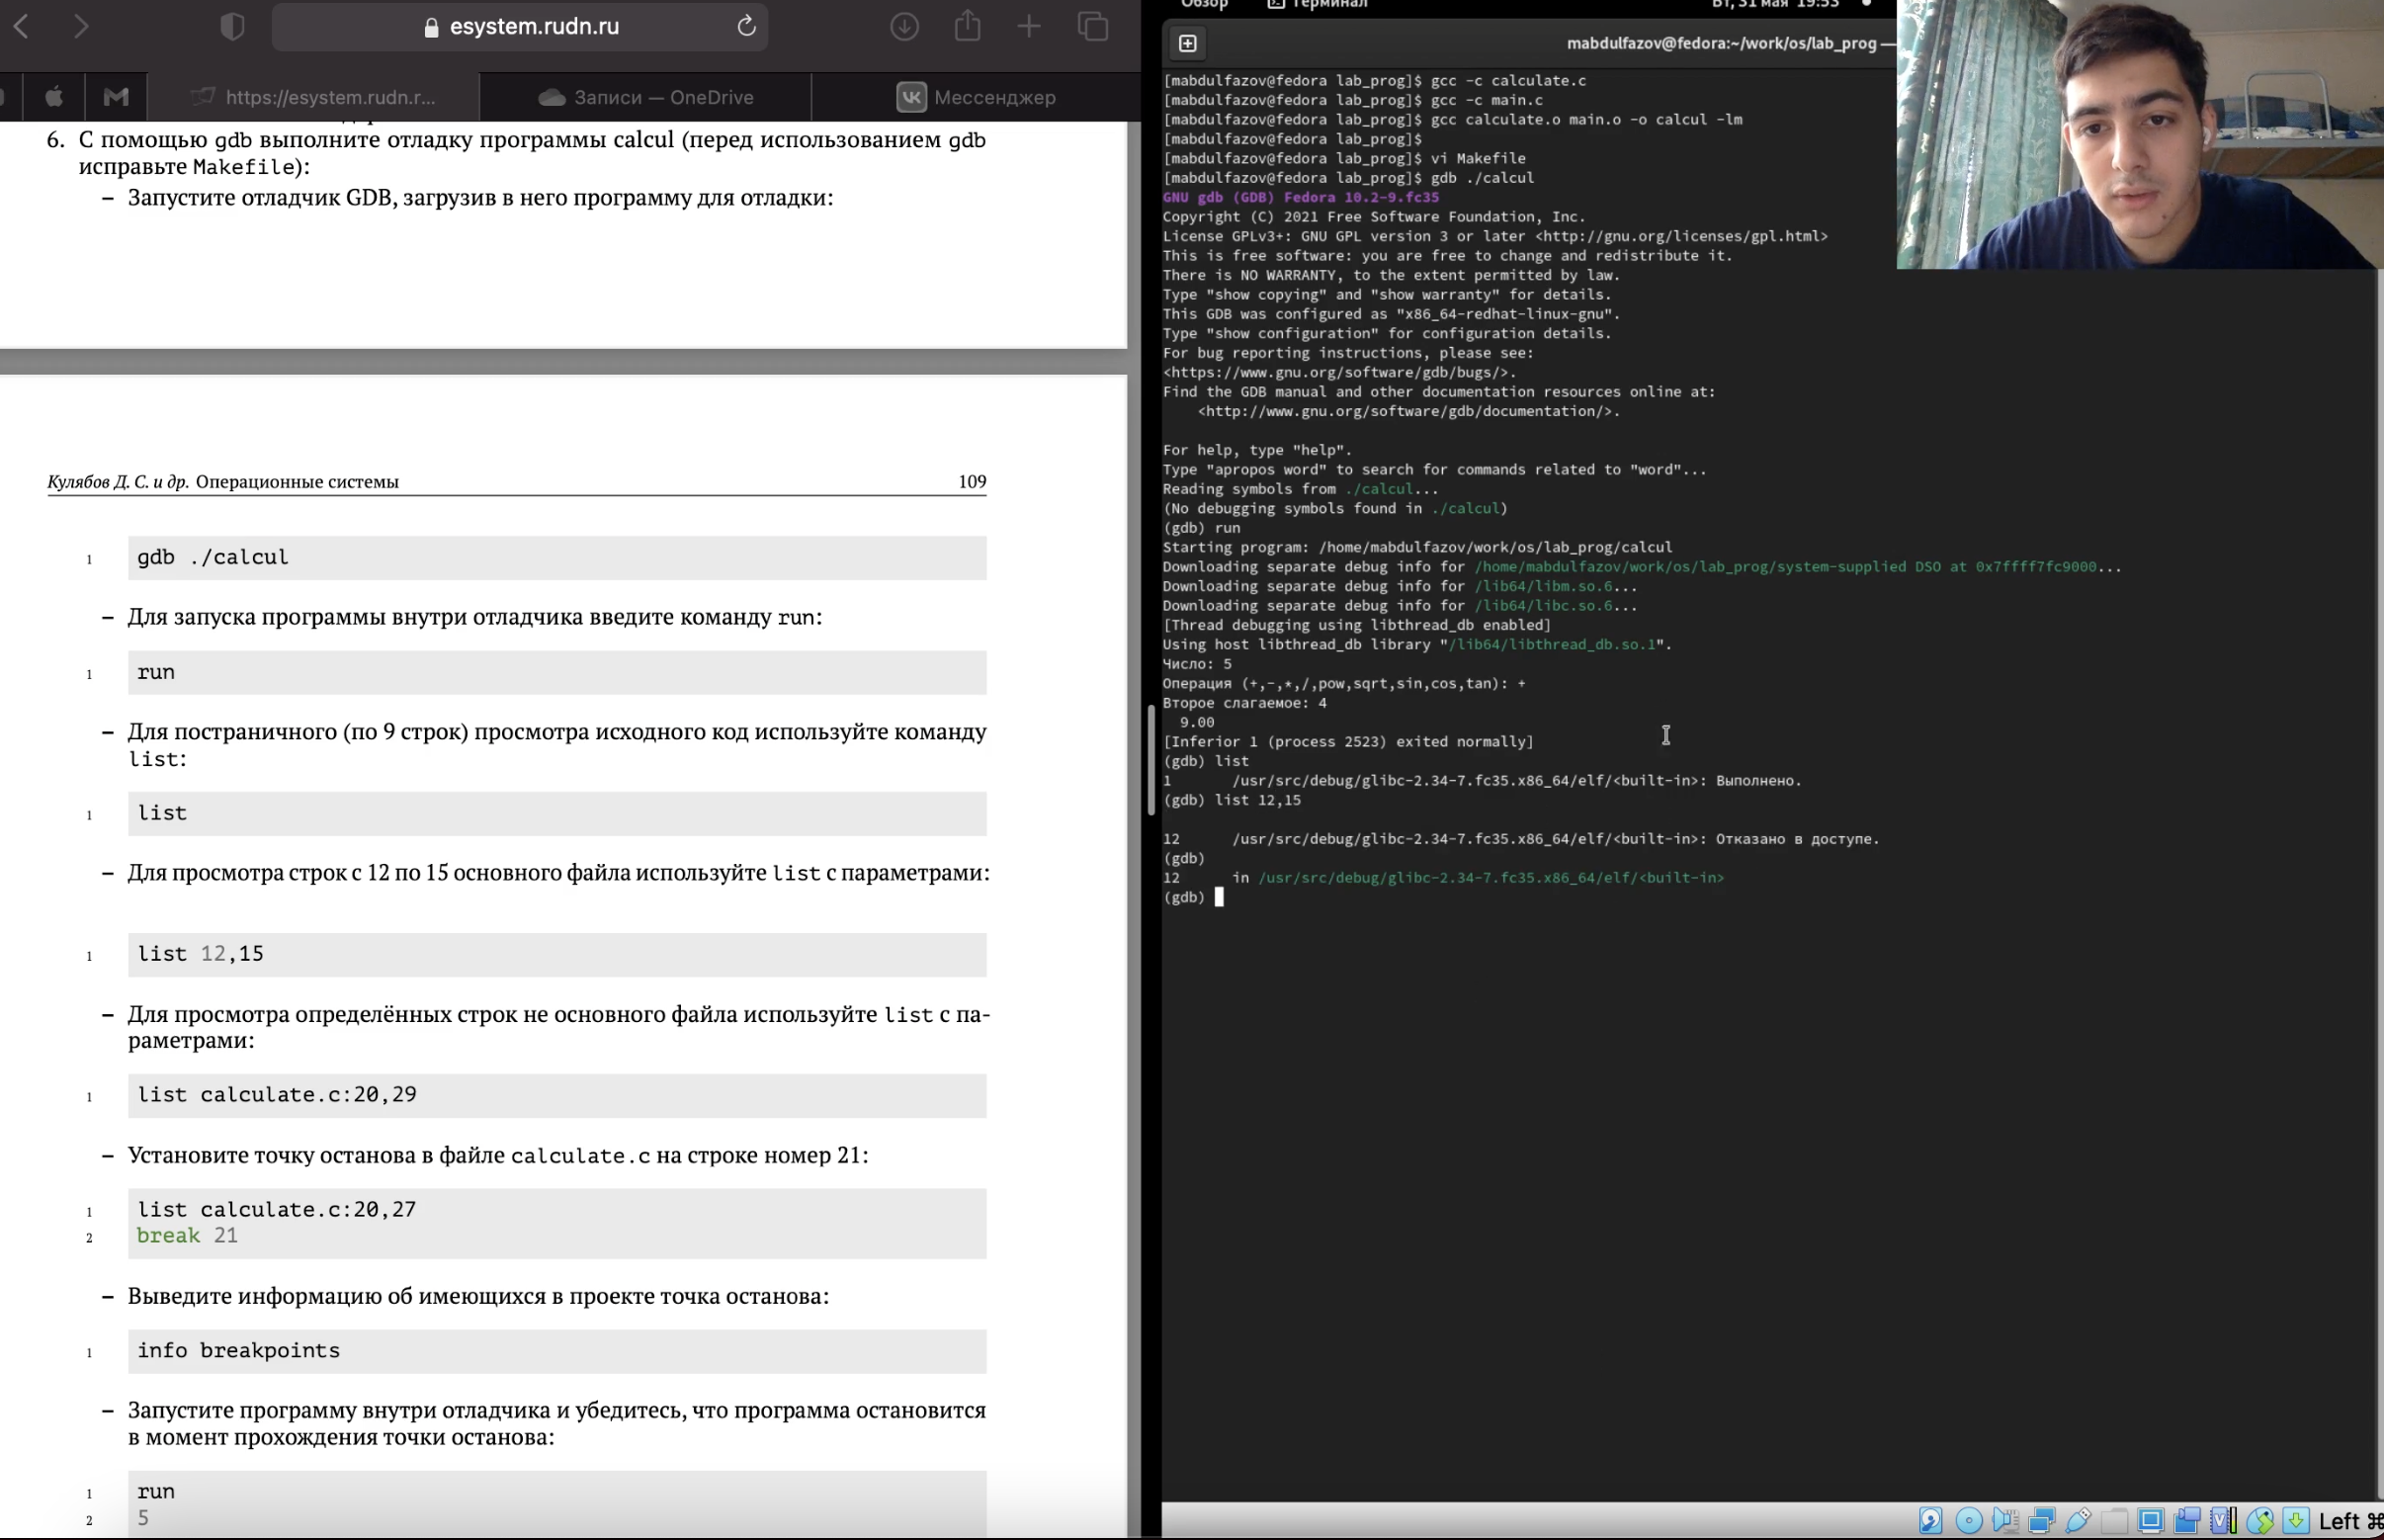 esystem.rudn.ru
https://esystem.rudn.r...
Записи — OneDrive
VK Мессенджер
6. С помощью gdb выполните отладку программы calcul (перед использованием gdb
исправьте Makefile):
– Запустите отладчик GDB, загрузив в него программу для отладки:
Кулябов Д. С. и др. Операционные системы 109
1 gdb ./calcul
– Для запуска программы внутри отладчика введите команду run:
1 run
– Для постраничного (по 9 строк) просмотра исходного код используйте команду
list:
1 list
– Для просмотра строк с 12 по 15 основного файла используйте list с параметрами:
1 list 12,15
– Для просмотра определённых строк не основного файла используйте list с па-
раметрами:
1 list calculate.c:20,29
– Установите точку останова в файле calculate.c на строке номер 21:
1 list calculate.c:20,27
2 break 21
– Выведите информацию об имеющихся в проекте точка останова:
1 info breakpoints
– Запустите программу внутри отладчика и убедитесь, что программа остановится
в момент прохождения точки останова:
1 run
2 5
Обзор Терминал Вт, 31 мая 19:53
mabdulfazov@fedora:~/work/os/lab_prog —
[mabdulfazov@fedora lab_prog]$ gcc -c calculate.c
[mabdulfazov@fedora lab_prog]$ gcc -c main.c
[mabdulfazov@fedora lab_prog]$ gcc calculate.o main.o -o calcul -lm
[mabdulfazov@fedora lab_prog]$
[mabdulfazov@fedora lab_prog]$ vi Makefile
[mabdulfazov@fedora lab_prog]$ gdb ./calcul
GNU gdb (GDB) Fedora 10.2-9.fc35
Copyright (C) 2021 Free Software Foundation, Inc.
License GPLv3+: GNU GPL version 3 or later <http://gnu.org/licenses/gpl.html>
This is free software: you are free to change and redistribute it.
There is NO WARRANTY, to the extent permitted by law.
Type "show copying" and "show warranty" for details.
This GDB was configured as "x86_64-redhat-linux-gnu".
Type "show configuration" for configuration details.
For bug reporting instructions, please see:
<https://www.gnu.org/software/gdb/bugs/>.
Find the GDB manual and other documentation resources online at:
<http://www.gnu.org/software/gdb/documentation/>.
For help, type "help".
Type "apropos word" to search for commands related to "word"...
Reading symbols from ./calcul...
(No debugging symbols found in ./calcul)
(gdb) run
Starting program: /home/mabdulfazov/work/os/lab_prog/calcul
Downloading separate debug info for /home/mabdulfazov/work/os/lab_prog/system-supplied DSO at 0x7ffff7fc9000...
Downloading separate debug info for /lib64/libm.so.6...
Downloading separate debug info for /lib64/libc.so.6...
[Thread debugging using libthread_db enabled]
Using host libthread_db library "/lib64/libthread_db.so.1".
Число: 5
Операция (+,-,*,/,pow,sqrt,sin,cos,tan): +
Второе слагаемое: 4
9.00
[Inferior 1 (process 2523) exited normally]
(gdb) list
1 /usr/src/debug/glibc-2.34-7.fc35.x86_64/elf/<built-in>: Выполнено.
(gdb) list 12,15
12 /usr/src/debug/glibc-2.34-7.fc35.x86_64/elf/<built-in>: Отказано в доступе.
(gdb)
12 in /usr/src/debug/glibc-2.34-7.fc35.x86_64/elf/<built-in>
(gdb)
Left ⌘